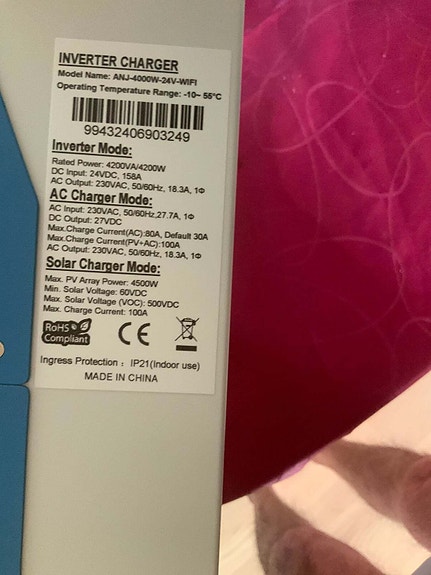 INVERTER CHARGER
Model Name: ANJ-4000W-24V-WIFI
Operating Temperature Range: -10~ 55°C
99432406903249
Inverter Mode:
Rated Power: 4200VA/4200W
DC Input: 24VDC, 158A
AC Output: 230VAC, 50/60Hz, 18.3A, 1Φ
AC Charger Mode:
AC Input: 230VAC, 50/60Hz,27.7A, 1Φ
DC Output: 27VDC
Max.Charge Current(AC):80A, Default 30A
Max.Charge Current(PV+AC):100A
AC Output: 230VAC, 50/60Hz, 18.3A, 1Φ
Solar Charger Mode:
Max. PV Array Power: 4500W
Min. Solar Voltage: 60VDC
Max. Solar Voltage (VOC): 500VDC
Max. Charge Current: 100A
RoHS
Compliant
CE
Ingress Protection : IP21(Indoor use)
MADE IN CHINA